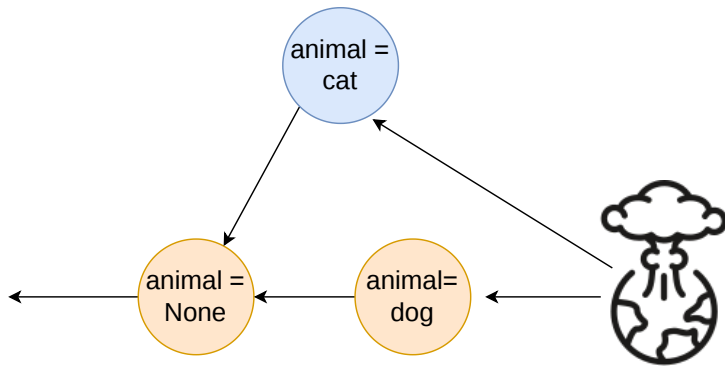 animal =
cat
animal =
None
animal=
dog